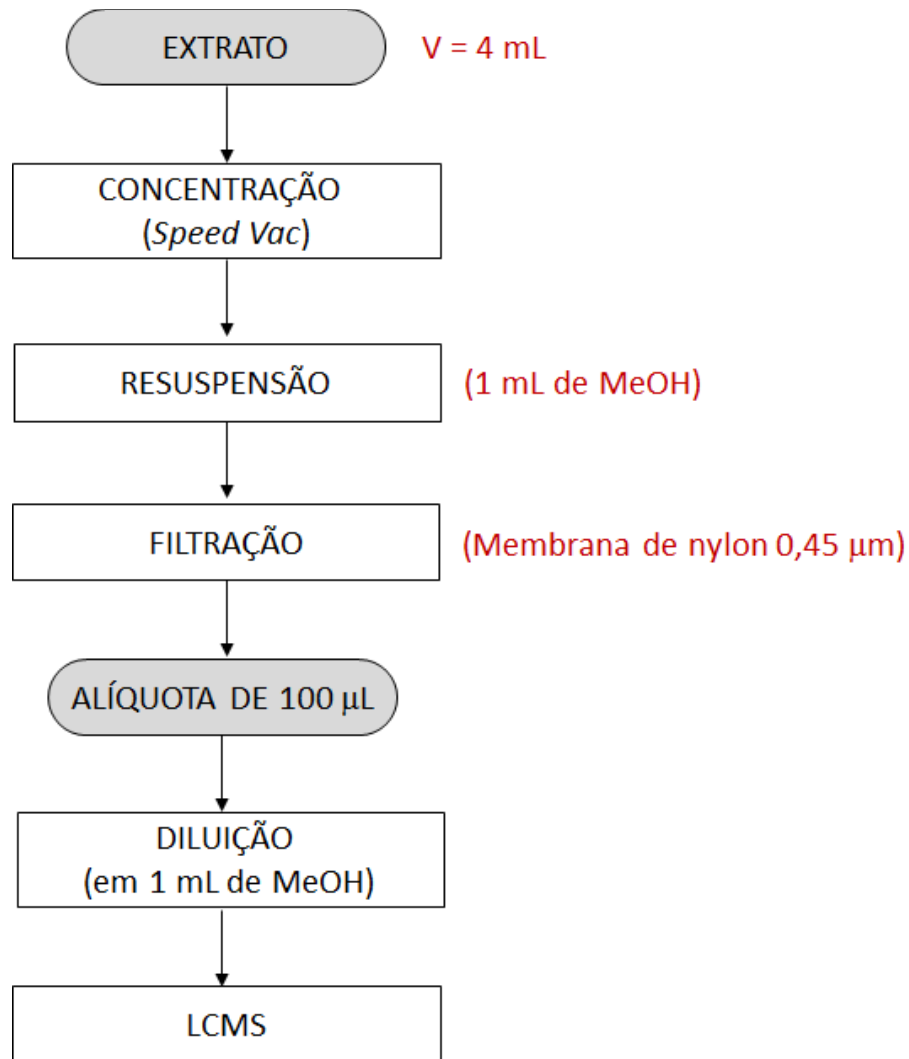 EXTRATO
V = 4 mL
CONCENTRAÇÃO
(Speed Vac)
RESUSPENSÃO
(1 mL de MeOH)
FILTRAÇÃO
(Membrana de nylon 0,45 µm)
ALÍQUOTA DE 100 µL
DILUIÇÃO
(em 1 mL de MeOH)
LCMS